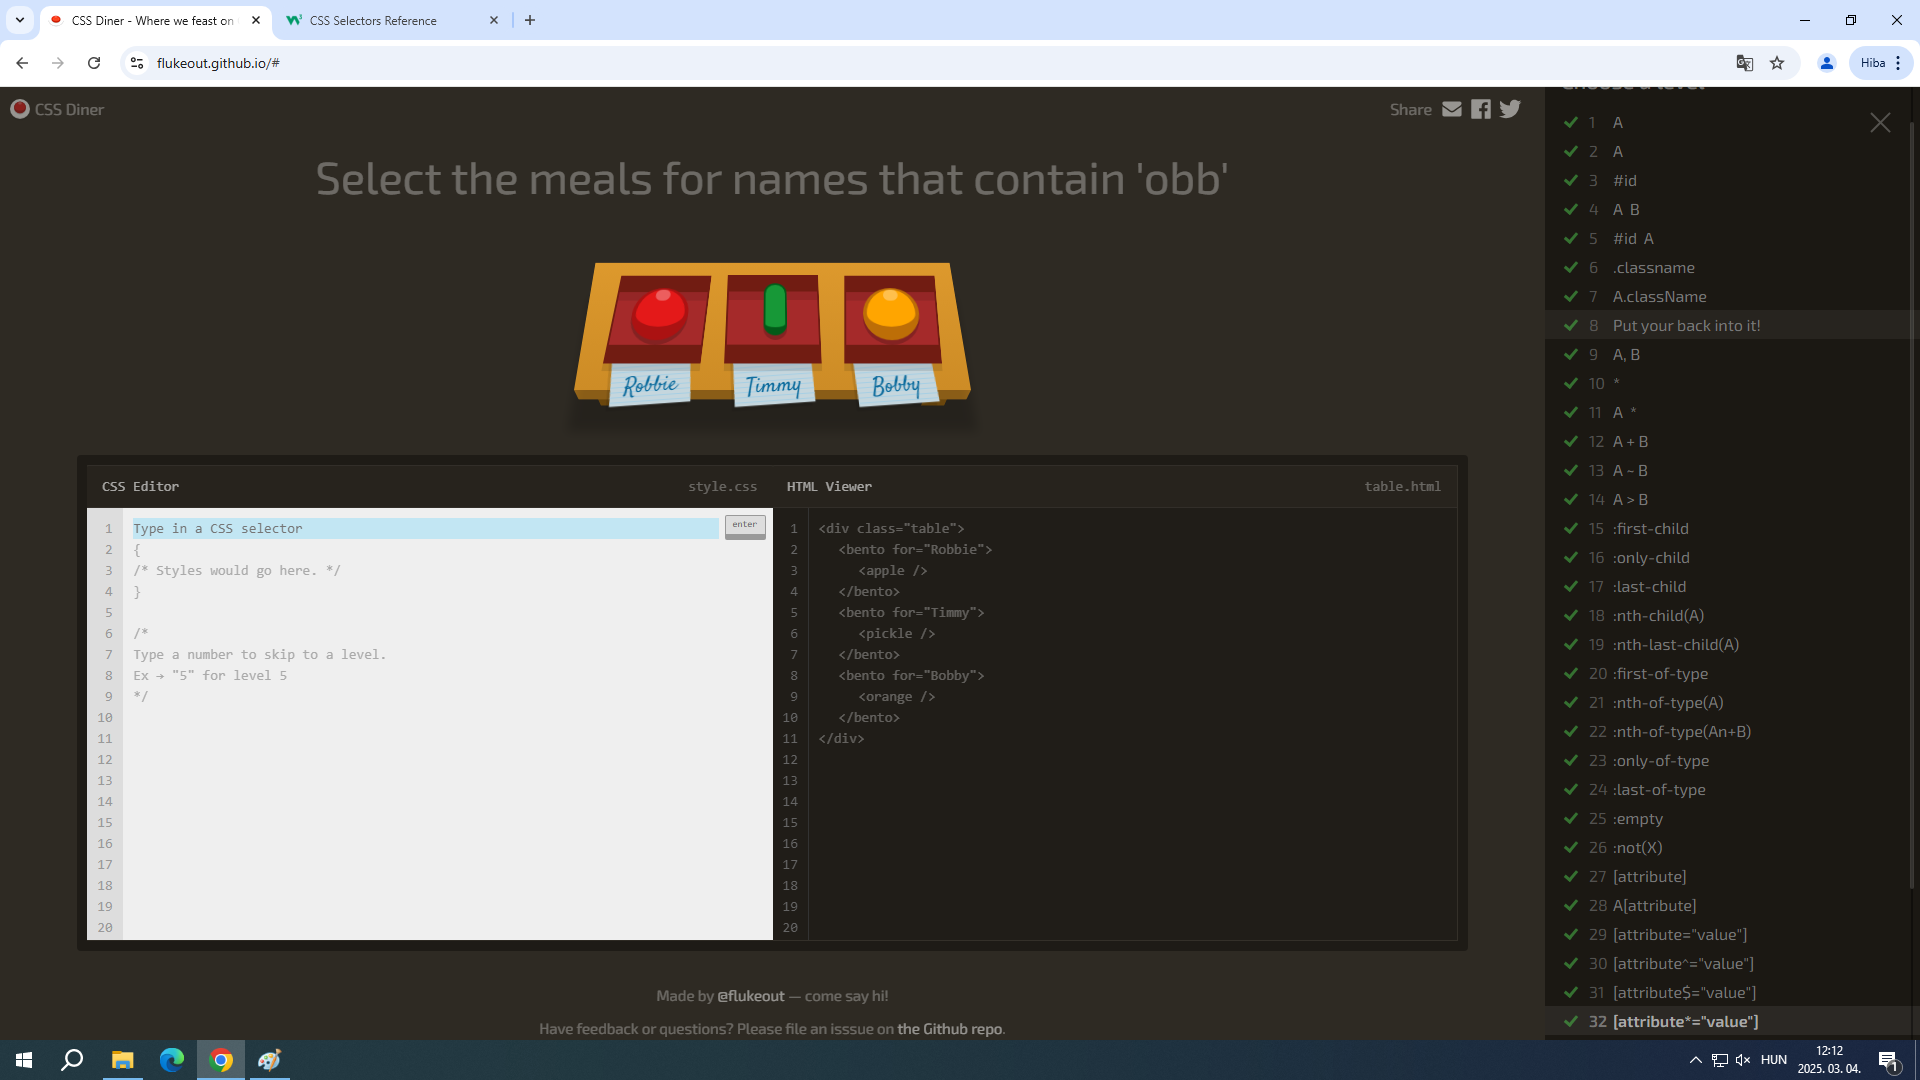 CSS Diner - Where we feast on
CSS Selectors Reference
flukeout.github.io/#
Hiba
CSS Diner
Share
Select the meals for names that contain 'obb'
Robbie
Timmy
Bobby
CSS Editor
style.css
HTML Viewer
table.html
1 Type in a CSS selector
enter
2 {
3 /* Styles would go here. */
4 }
5
6 /*
7 Type a number to skip to a level.
8 Ex → "5" for level 5
9 */
10
11
12
13
14
15
16
17
18
19
20
1 <div class="table">
2 <bento for="Robbie">
3 <apple />
4 </bento>
5 <bento for="Timmy">
6 <pickle />
7 </bento>
8 <bento for="Bobby">
9 <orange />
10 </bento>
11 </div>
12
13
14
15
16
17
18
19
20
Made by @flukeout — come say hi!
Have feedback or questions? Please file an isssue on the Github repo.
Choose a level
1 A
2 A
3 #id
4 A B
5 #id A
6 .classname
7 A.className
8 Put your back into it!
9 A, B
10 *
11 A *
12 A + B
13 A ~ B
14 A > B
15 :first-child
16 :only-child
17 :last-child
18 :nth-child(A)
19 :nth-last-child(A)
20 :first-of-type
21 :nth-of-type(A)
22 :nth-of-type(An+B)
23 :only-of-type
24 :last-of-type
25 :empty
26 :not(X)
27 [attribute]
28 A[attribute]
29 [attribute="value"]
30 [attribute^="value"]
31 [attribute$="value"]
32 [attribute*="value"]
HUN
12:12
2025. 03. 04.
1